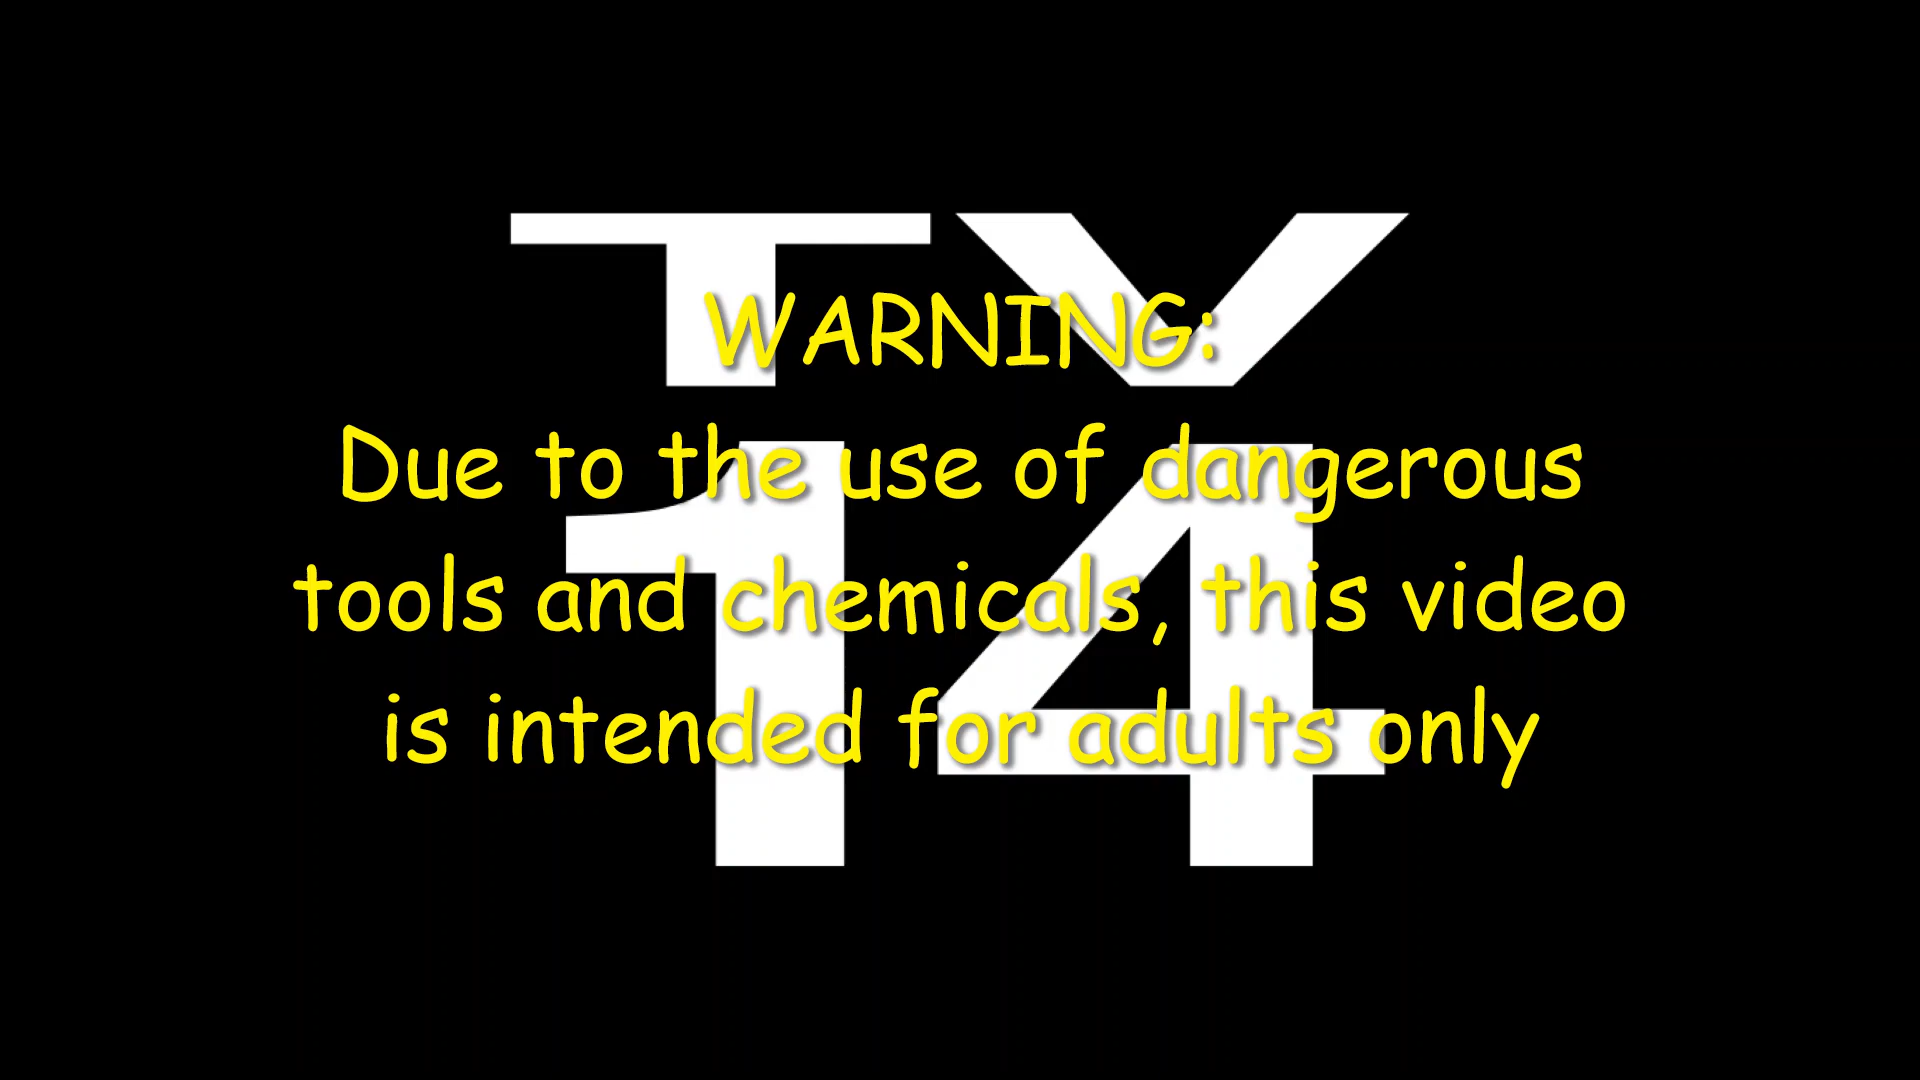 TV
WARNING:
Due to the use of dangerous
14
tools and chemicals, this video
is intended for adults only